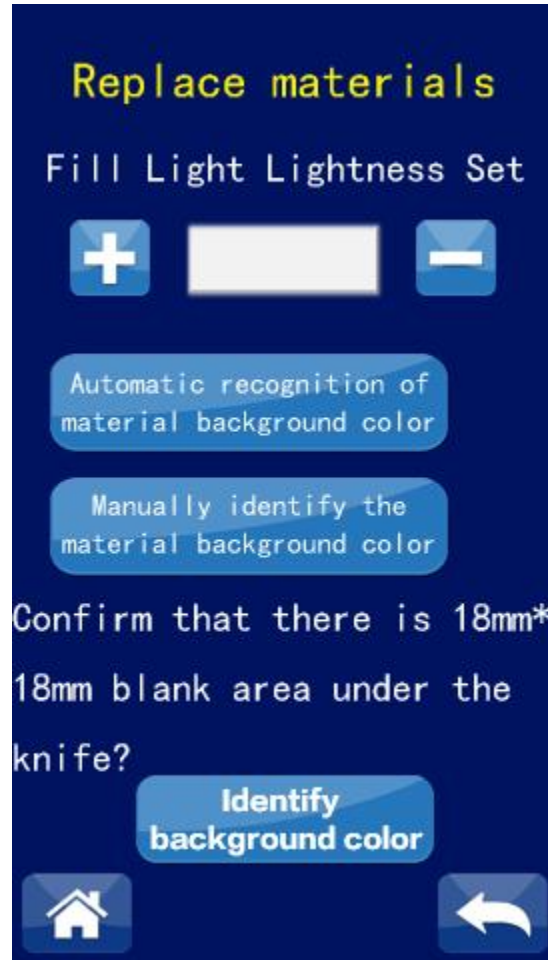 Replace materials
Fill Light Lightness Set
Automatic recognition of
material background color
Manually identify the
material background color
Confirm that there is 18mm*
18mm blank area under the
knife?
Identify
background color